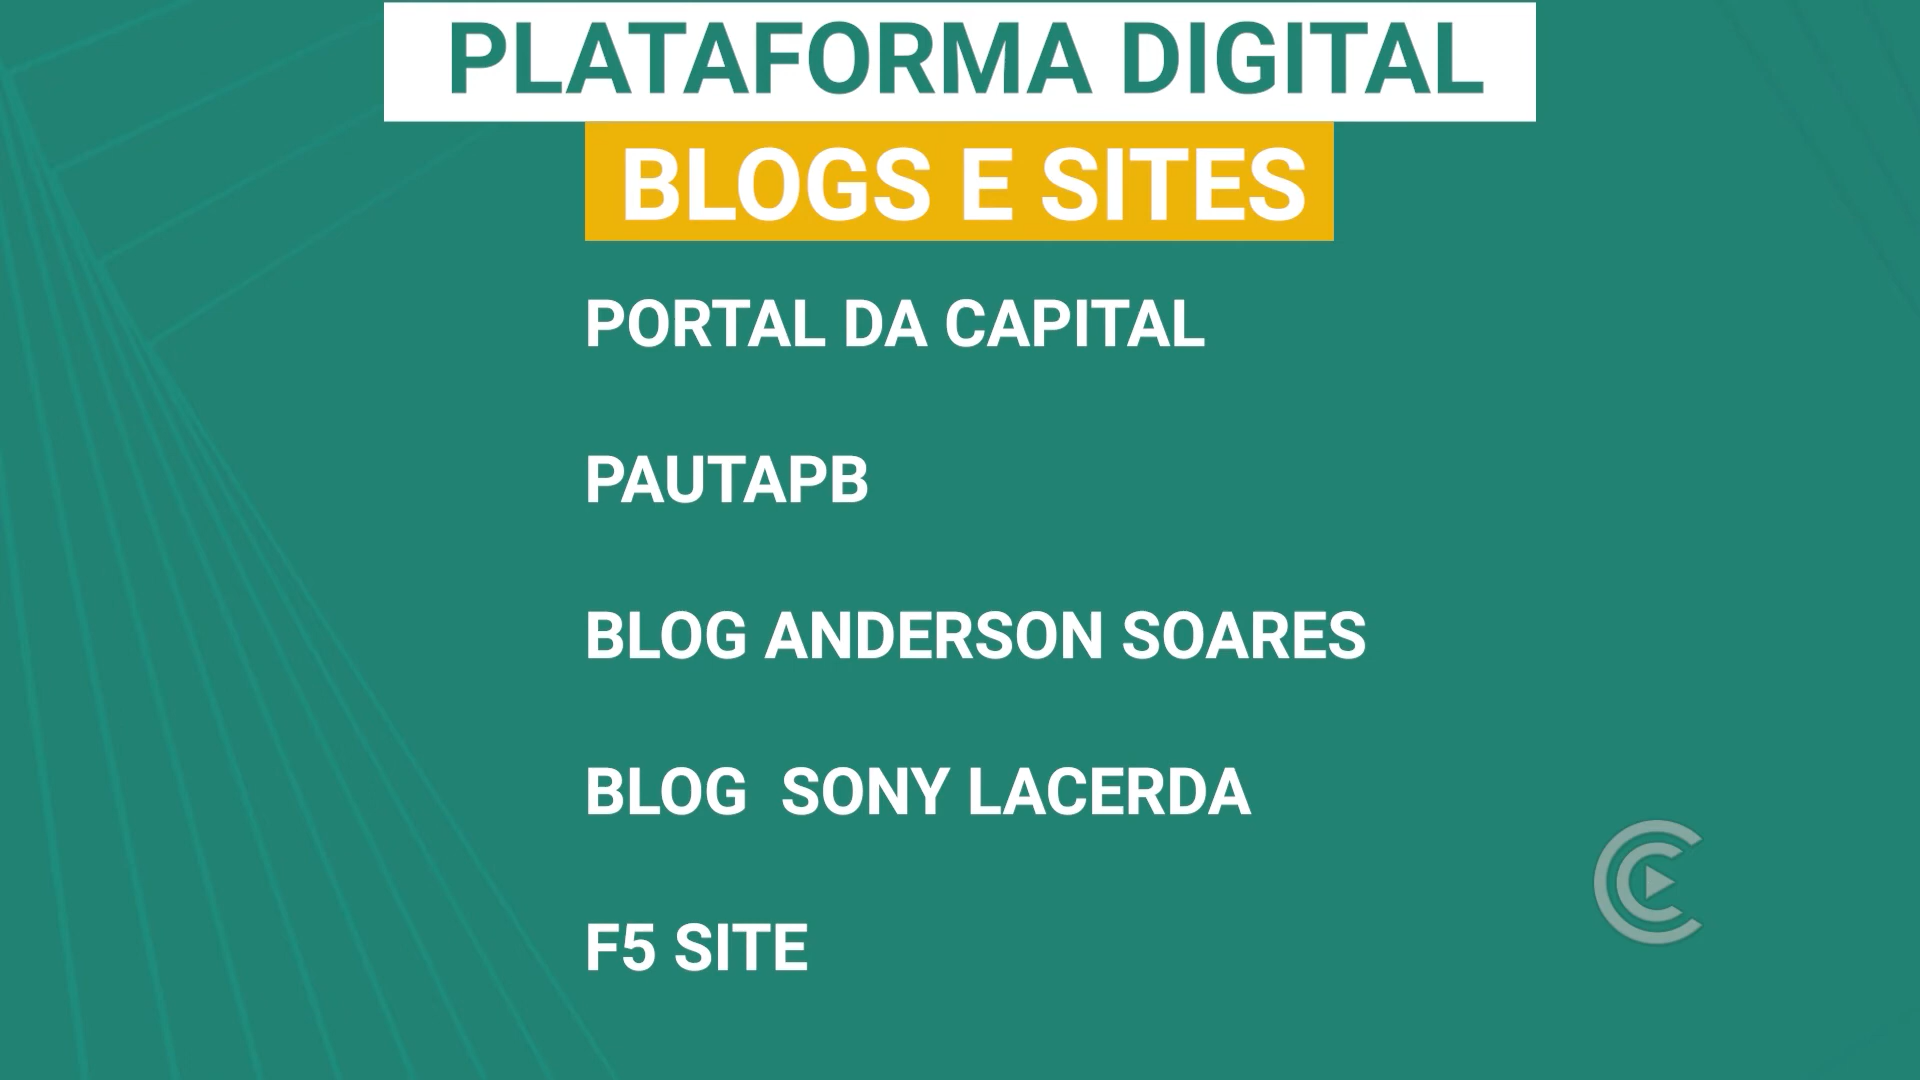 PLATAFORMA DIGITAL
BLOGS E SITES
PORTAL DA CAPITAL
PAUTAPB
BLOG ANDERSON SOARES
BLOG  SONY LACERDA
F5 SITE